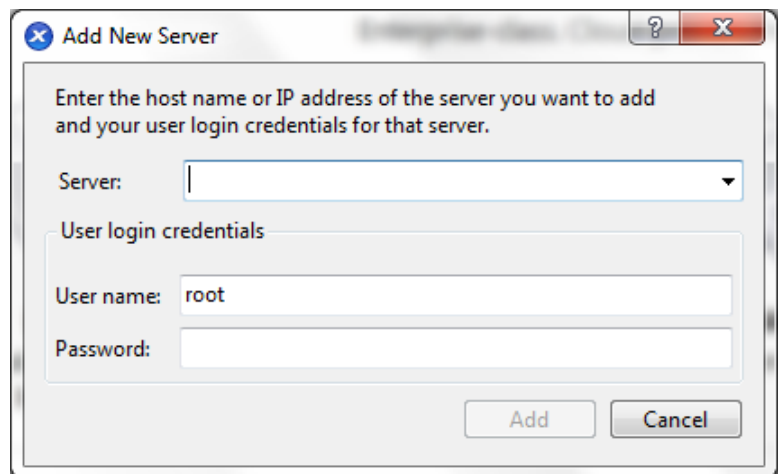 Add New Server
Enter the host name or IP address of the server you want to add
and your user login credentials for that server.
Server:
User login credentials
User name: root
Password:
Add Cancel